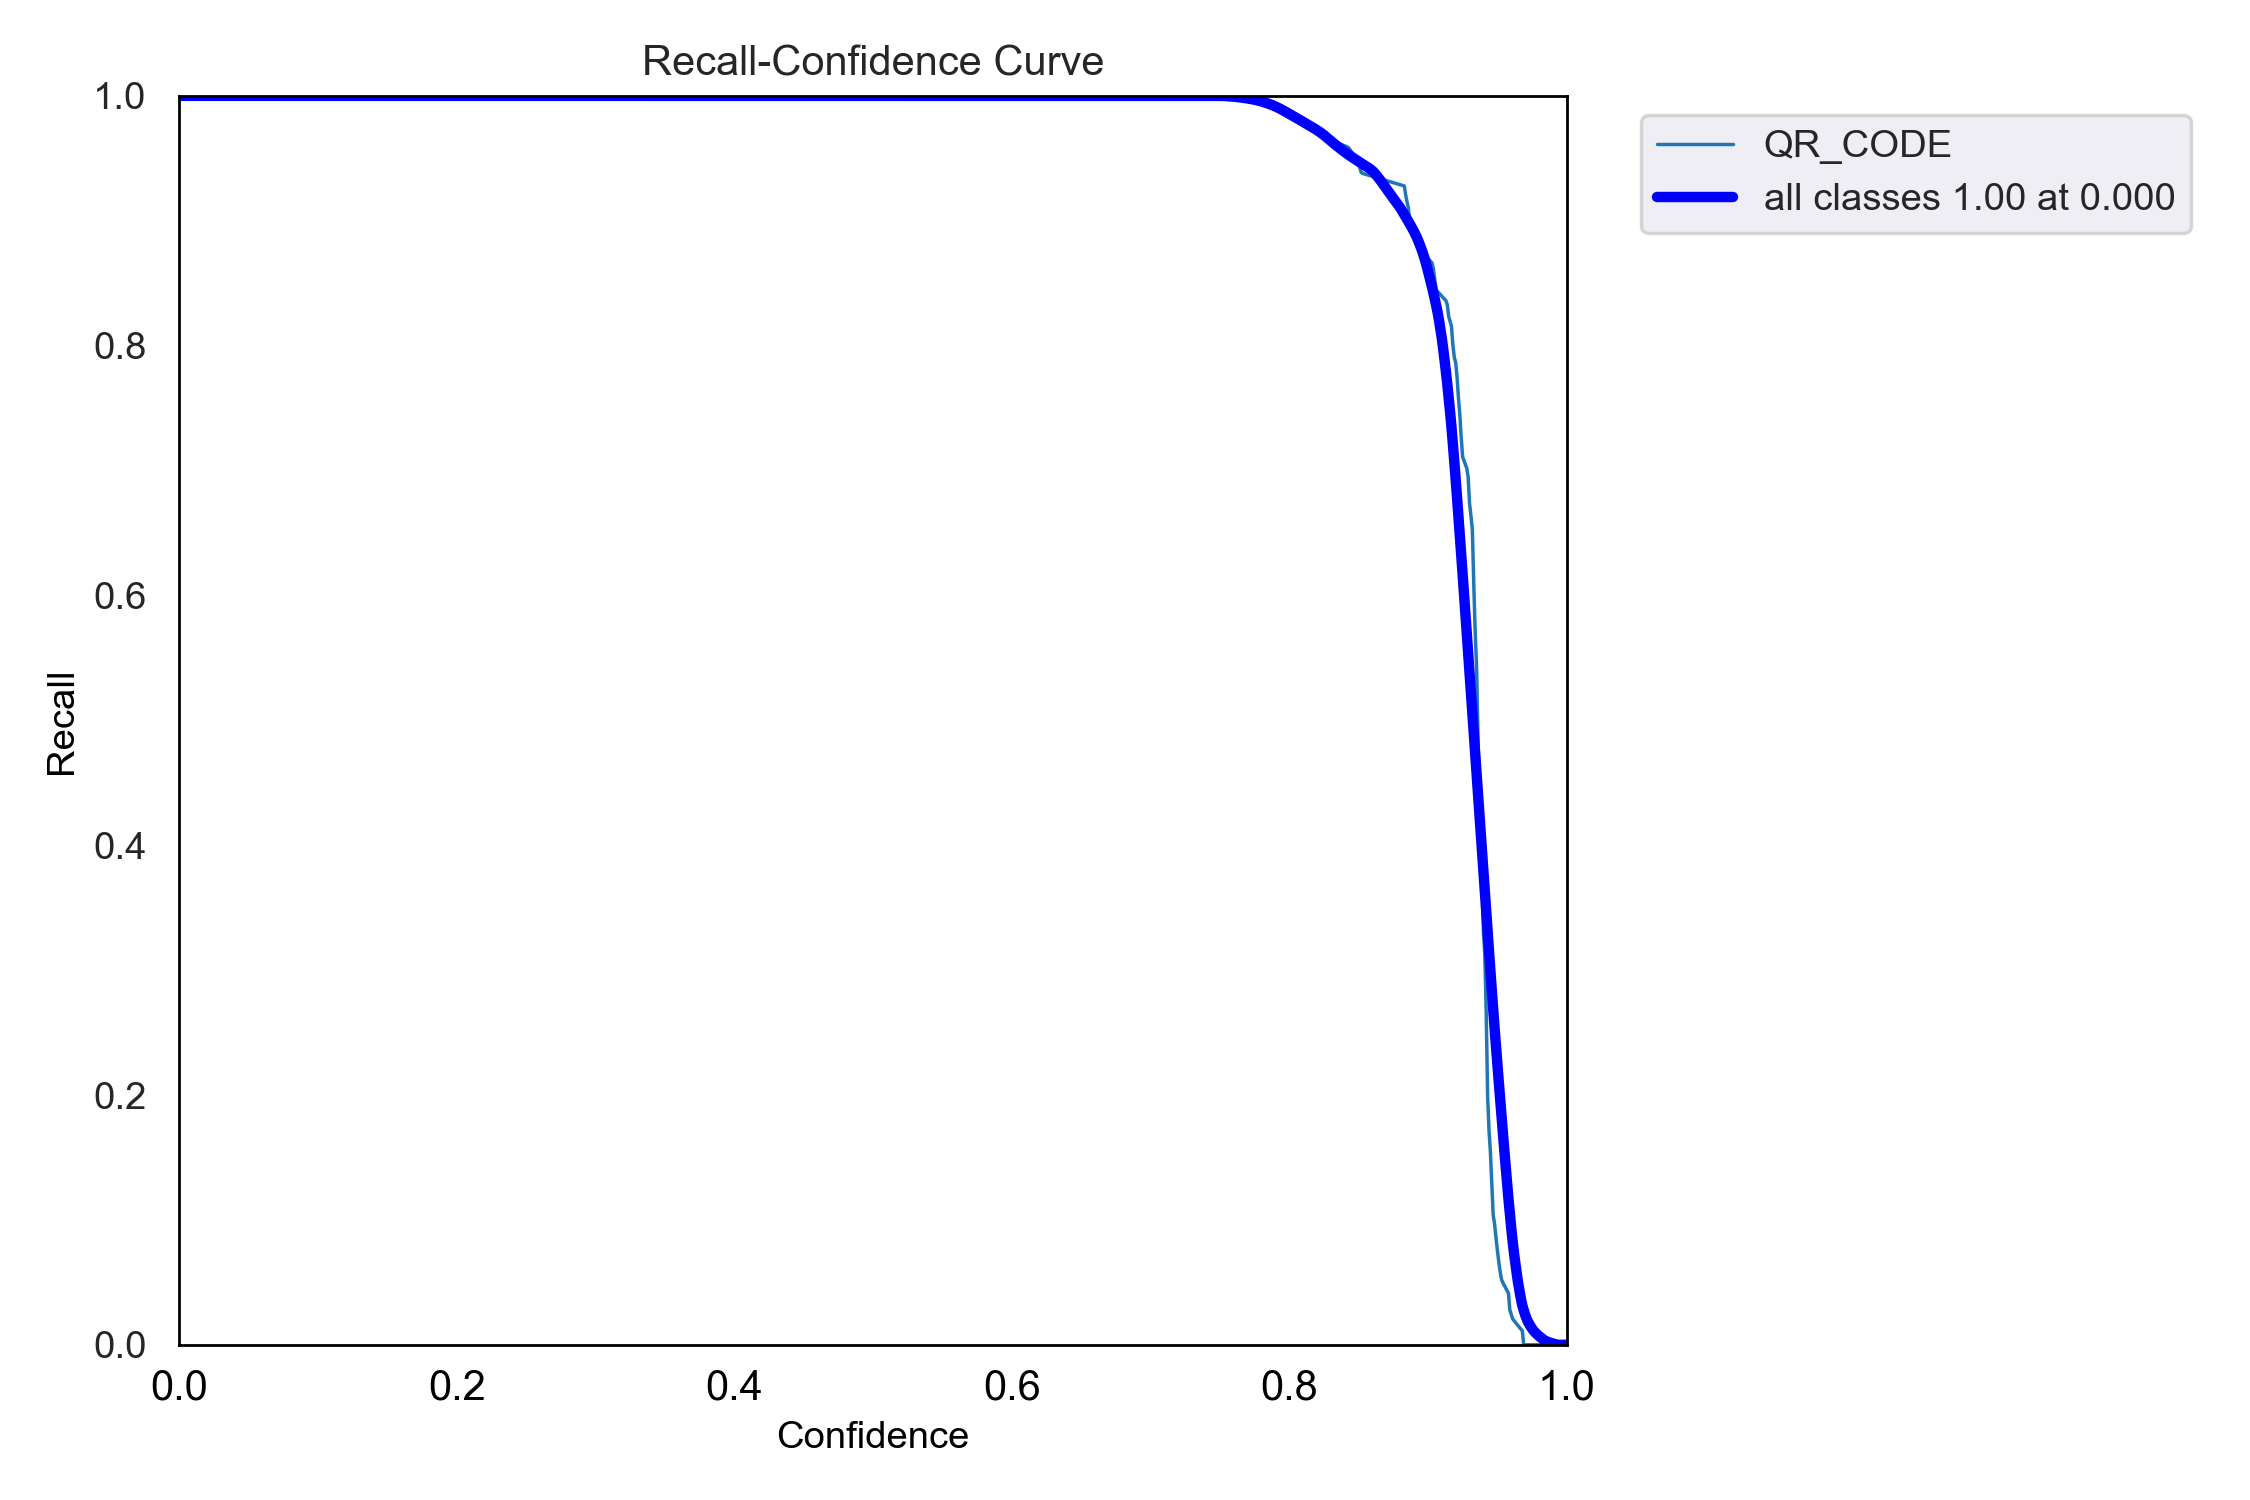 Recall-Confidence Curve
1.0
0.8
0.6
0.4
0.2
0.0
Recall
0.0 0.2 0.4 0.6 0.8 1.0
Confidence
QR_CODE
all classes 1.00 at 0.000